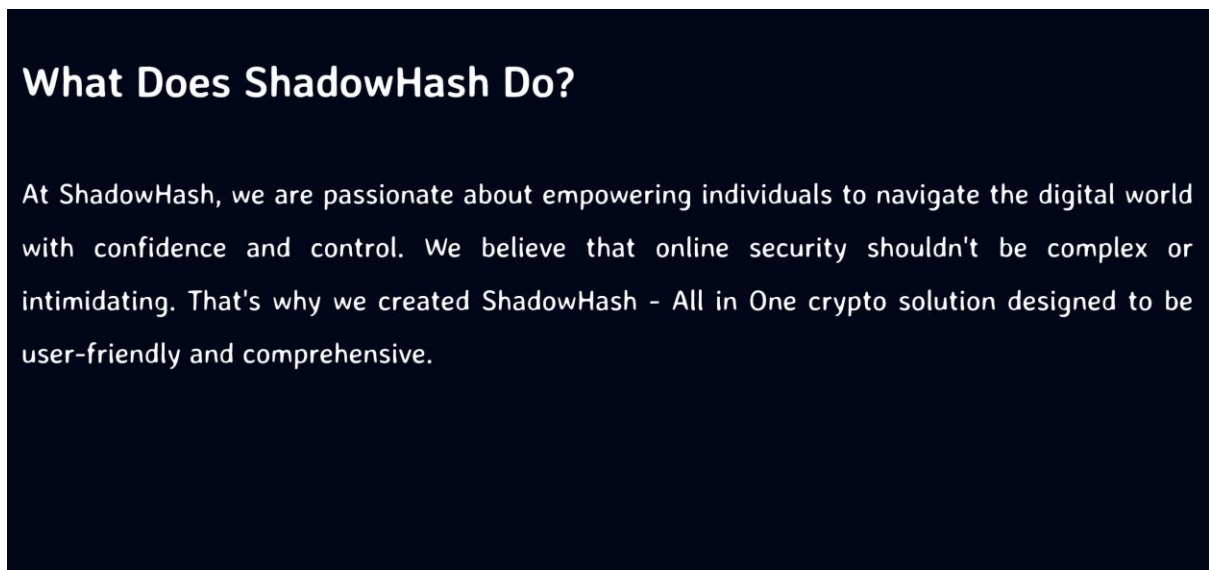 What Does ShadowHash Do?
At ShadowHash, we are passionate about empowering individuals to navigate the digital world
with confidence and control. We believe that online security shouldn't be complex or
intimidating. That's why we created ShadowHash - All in One crypto solution designed to be
user-friendly and comprehensive.